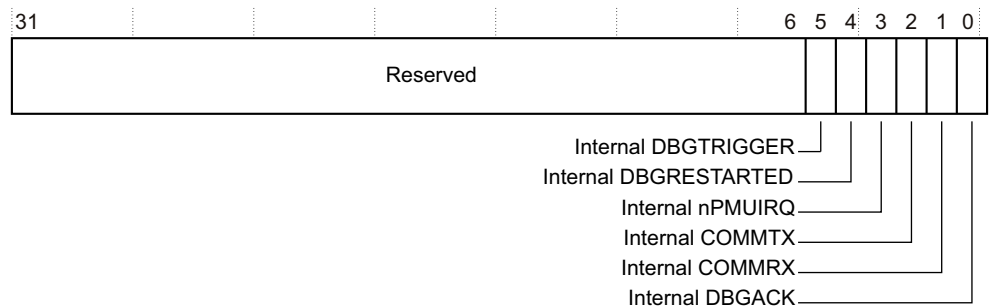 31 6 5 4 3 2 1 0
Reserved
Internal DBGTRIGGER
Internal DBGRESTARTED
Internal nPMUIRQ
Internal COMMTX
Internal COMMRX
Internal DBGACK